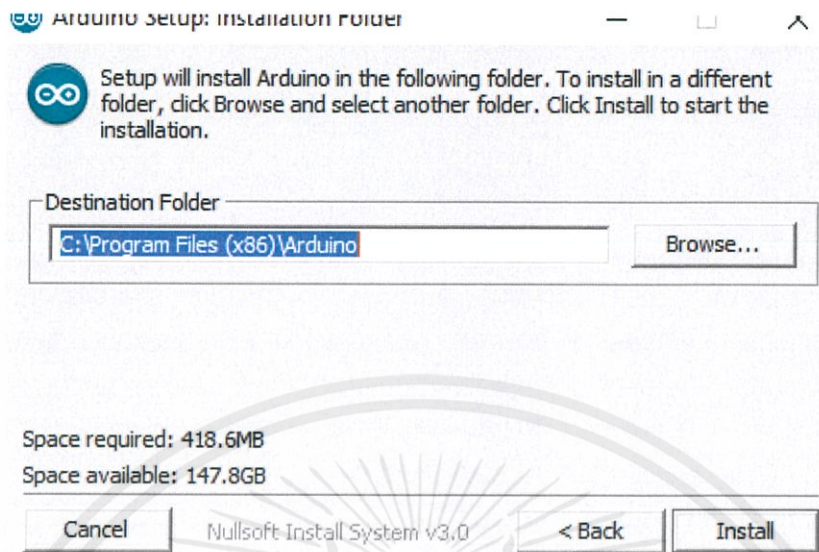 Arduino Setup: Installation Folder
Setup will install Arduino in the following folder. To install in a different
folder, click Browse and select another folder. Click Install to start the
installation.
Destination Folder
C:\Program Files (x86)\Arduino
Browse...
Space required: 418.6MB
Space available: 147.8GB
Cancel
Nullsoft Install System v3.0
< Back
Install